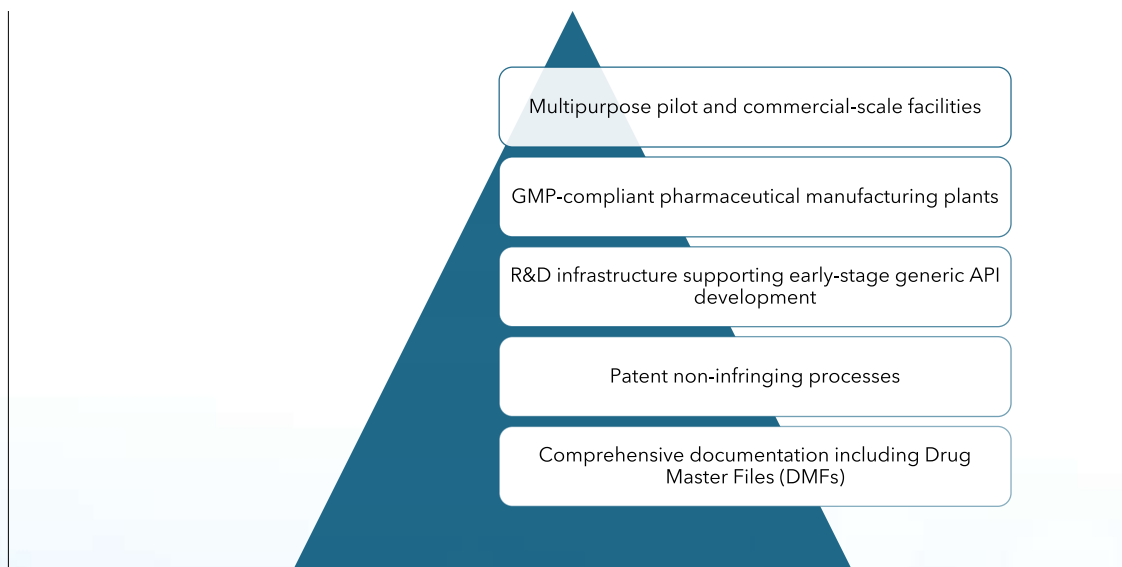 Multipurpose pilot and commercial-scale facilities
GMP-compliant pharmaceutical manufacturing plants
R&D infrastructure supporting early-stage generic API
development
Patent non-infringing processes
Comprehensive documentation including Drug
Master Files (DMFs)